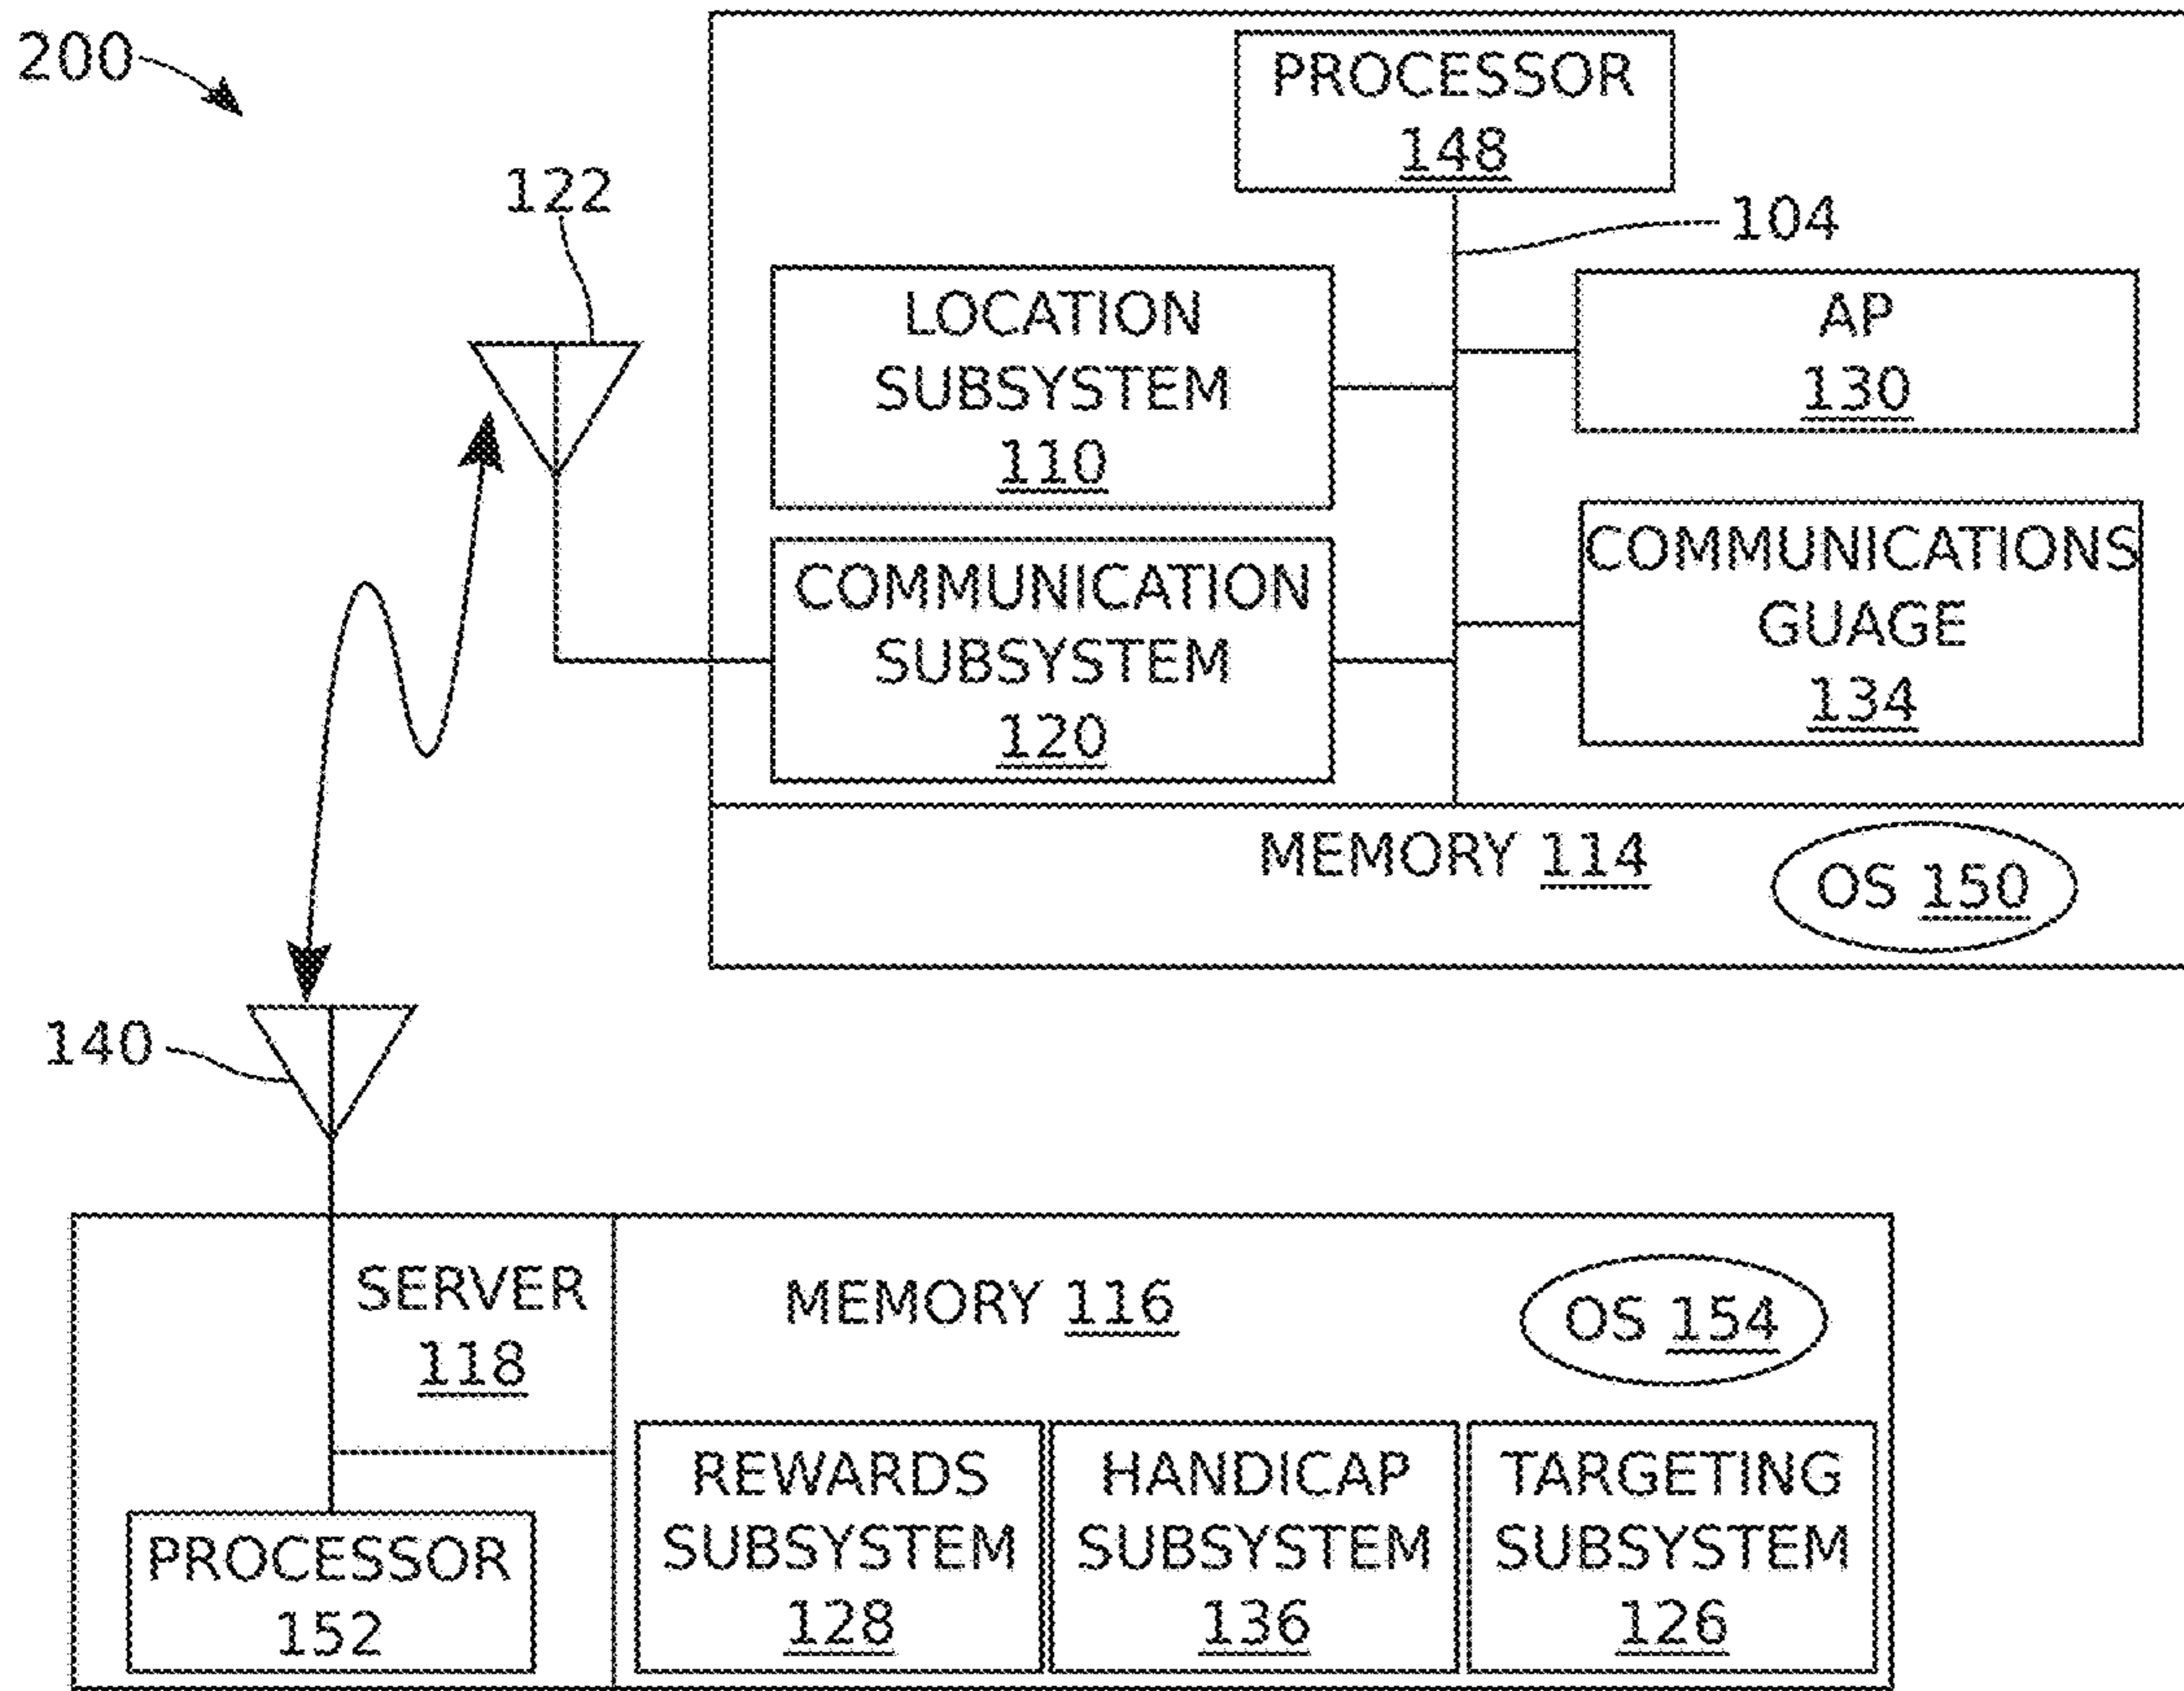 200
PROCESSOR
148
122
104
LOCATION
SUBSYSTEM
110
AP
130
COMMUNICATION
SUBSYSTEM
120
COMMUNICATIONS
GUAGE
134
MEMORY 114
OS 150
140
SERVER
118
MEMORY 116
OS 154
PROCESSOR
152
REWARDS
SUBSYSTEM
128
HANDICAP
SUBSYSTEM
136
TARGETING
SUBSYSTEM
126